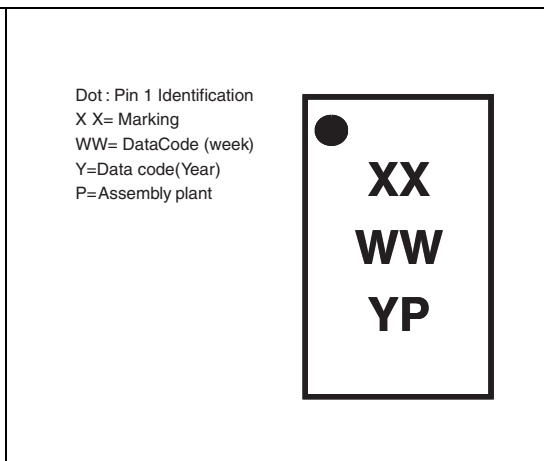 Dot : Pin 1 Identification
X X= Marking
WW= DataCode (week)
Y=Data code(Year)
P=Assembly plant
XX
WW
YP